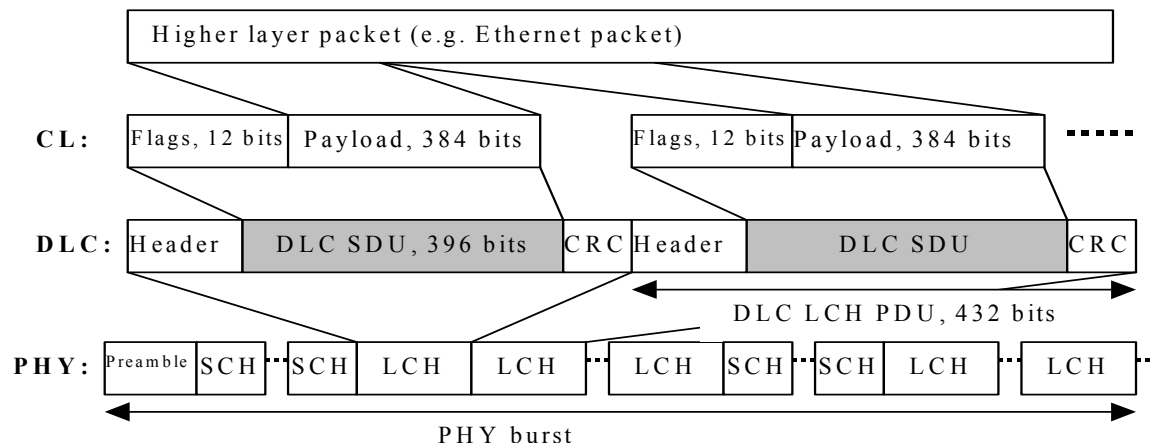 Higher layer packet (e.g. Ethernet packet)
CL: Flags, 12 bits Payload, 384 bits Flags, 12 bits Payload, 384 bits
DLC: Header DLC SDU, 396 bits CRC Header DLC SDU CRC
DLC LCH PDU, 432 bits
PHY: Preamble SCH SCH LCH LCH LCH SCH SCH LCH LCH
PHY burst